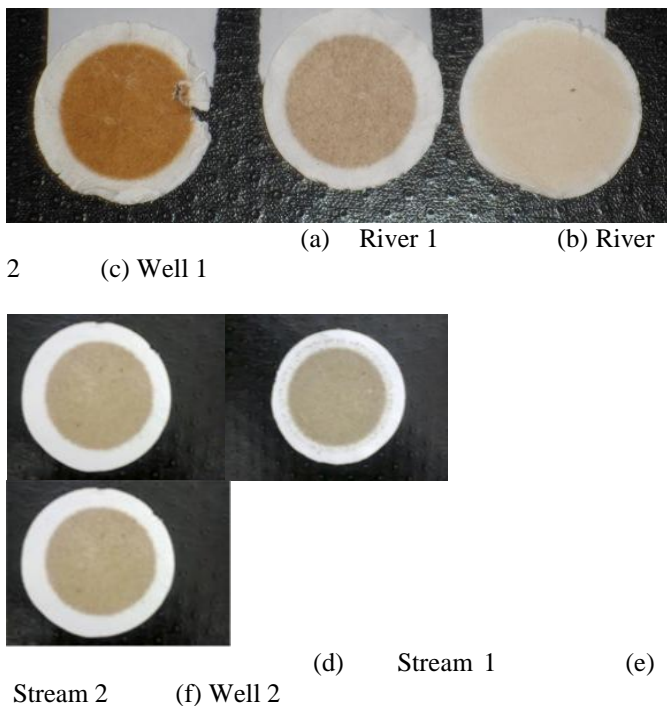 (a) River 1 (b) River
2 (c) Well 1
(d) Stream 1 (e)
Stream 2 (f) Well 2